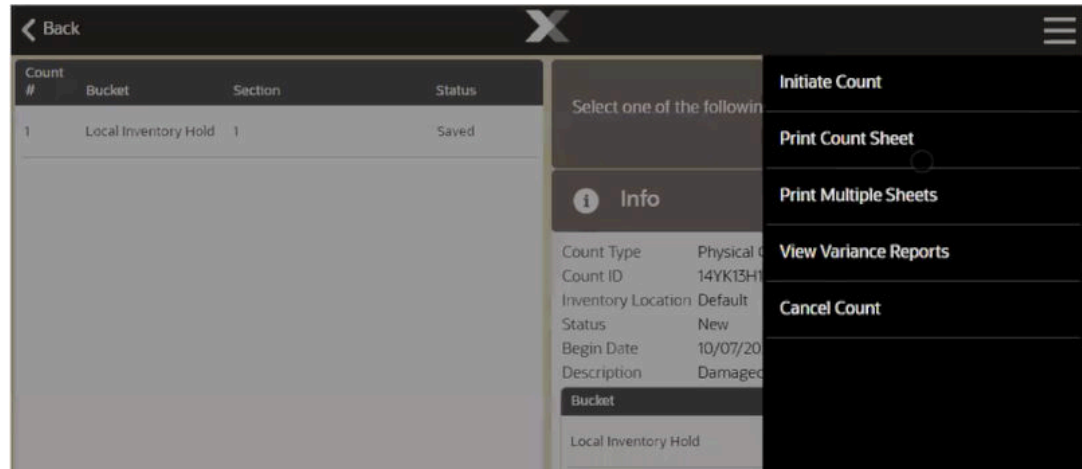 Back
Count
# Bucket Section Status
1 Local Inventory Hold 1 Saved
Select one of the
Info
Count Type Physical
Count ID
Inventory Location Default
Status New
Begin Date
Description
Bucket
Local Inventory Hold
Initiate Count
Print Count Sheet
Print Multiple Sheets
View Variance Reports
Cancel Count